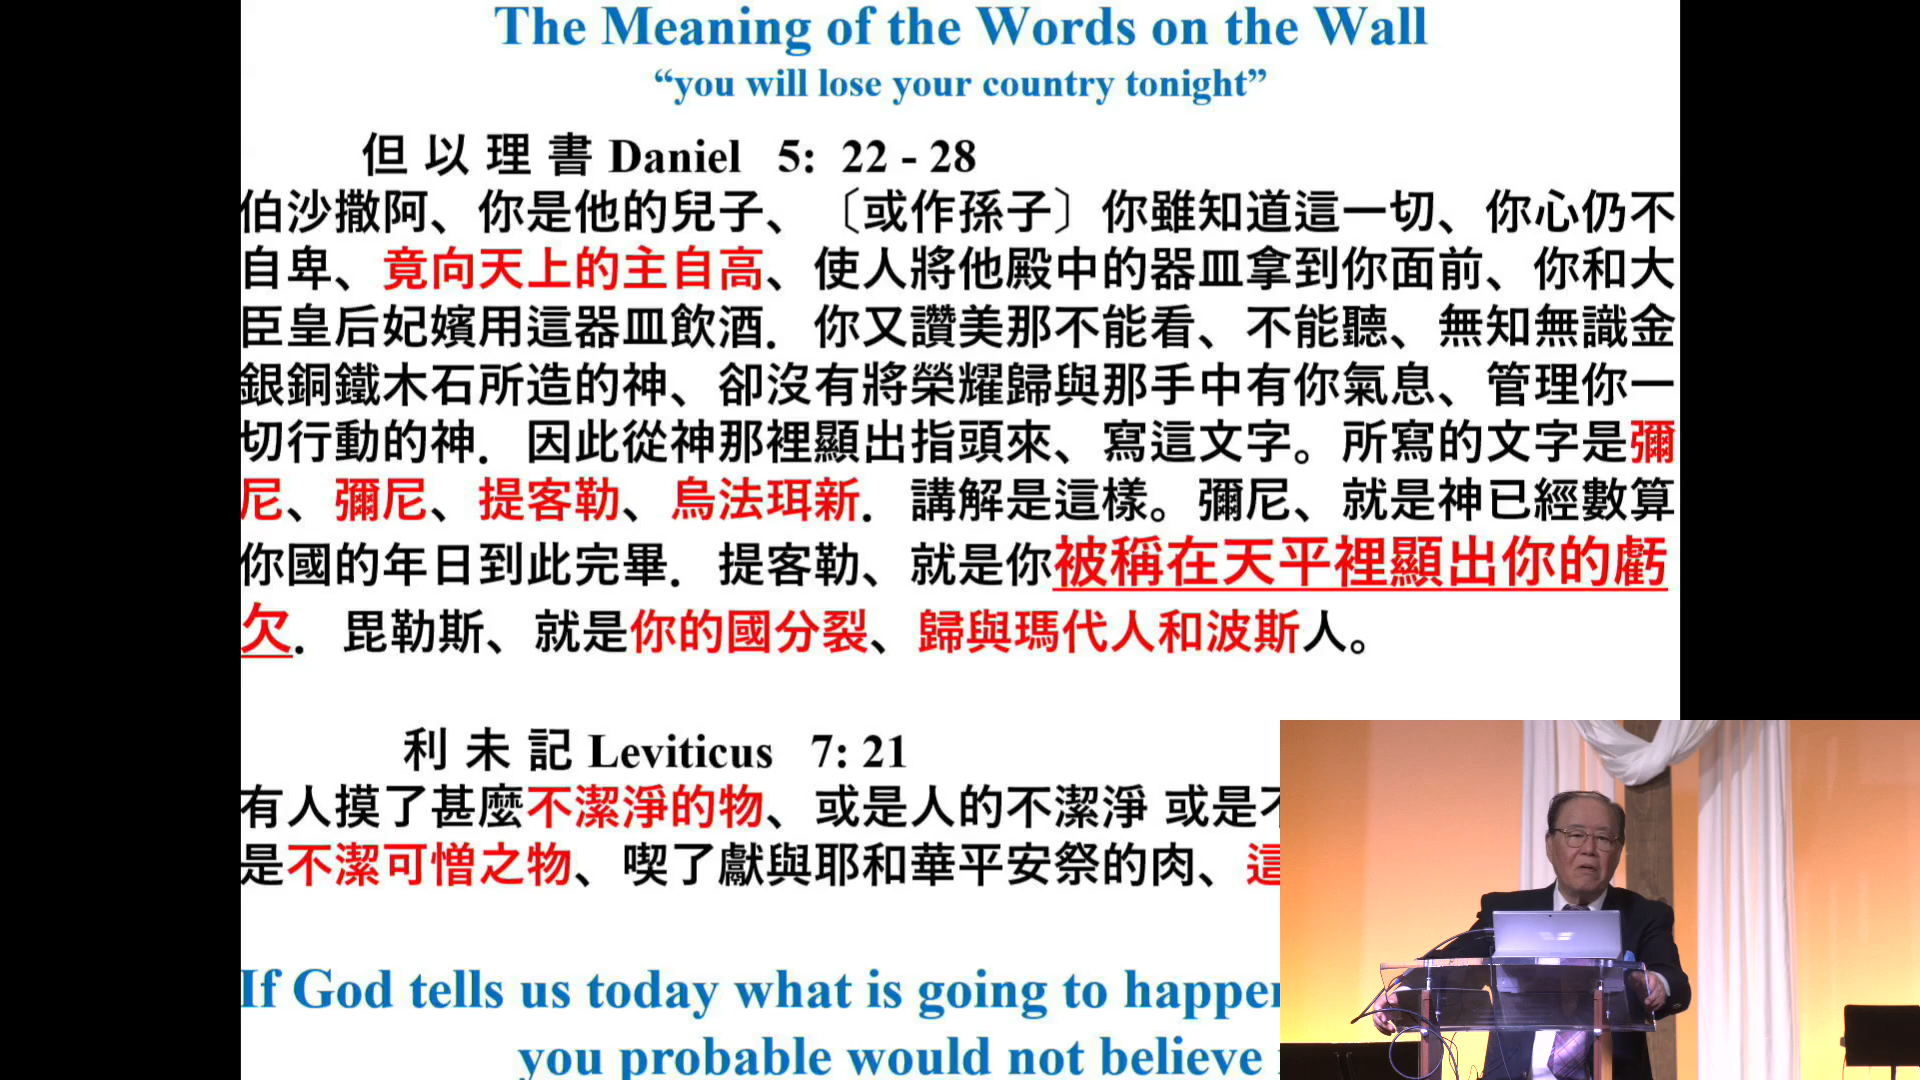 The Meaning of the Words on the Wall
“you will lose your country tonight”
但 以 理 書 Daniel 5: 22 - 28
伯沙撒阿、你是他的兒子、〔或作孫子〕你雖知道這一切、你心仍不
自卑、竟向天上的主自高、使人將他殿中的器皿拿到你面前、你和大
臣皇后妃嬪用這器皿飲酒．你又讚美那不能看、不能聽、無知無識金
銀銅鐵木石所造的神、卻沒有將榮耀歸與那手中有你氣息、管理你一
切行動的神．因此從神那裡顯出指頭來、寫這文字。所寫的文字是彌
尼、彌尼、提客勒、烏法珥新．講解是這樣。彌尼、就是神已經數算
你國的年日到此完畢．提客勒、就是你被稱在天平裡顯出你的虧
欠．毘勒斯、就是你的國分裂、歸與瑪代人和波斯人。
利 未 記 Leviticus 7: 21
有人摸了甚麼不潔淨的物、或是人的不潔淨 或是不
是不潔可憎之物、喫了獻與耶和華平安祭的肉、這
If God tells us today what is going to happen
you probable would not believe